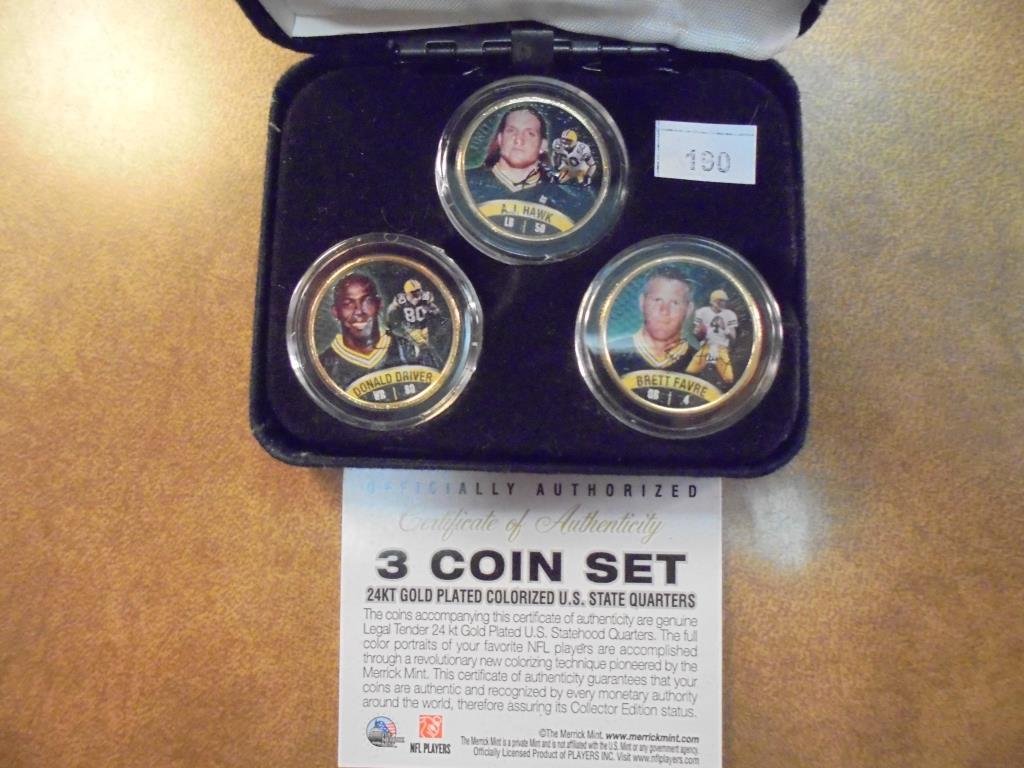 A.J. HAWK
LB | 50
180
80
DONALD DRIVER
WR | 80
4
BRETT FAVRE
QB | 4
OFFICIALLY AUTHORIZED
Certificate of Authenticity
3 COIN SET
24KT GOLD PLATED COLORIZED U.S. STATE QUARTERS
The coins accompanying this certificate of authenticity are genuine
Legal Tender 24 kt Gold Plated U.S. Statehood Quarters. The full
color portraits of your favorite NFL players are accomplished
through a revolutionary new colorizing technique pioneered by the
Merrick Mint. This certificate of authenticity guarantees that your
coins are authentic and recognized by every monetary authority
around the world, therefore assuring its Collector Edition status.
NFL PLAYERS
©The Merrick Mint. www.merrickmint.com
The Merrick Mint is a private Mint and is not affiliated with the U.S. Mint or any government agency.
Officially Licensed Product of PLAYERS INC. Visit www.nflplayers.com